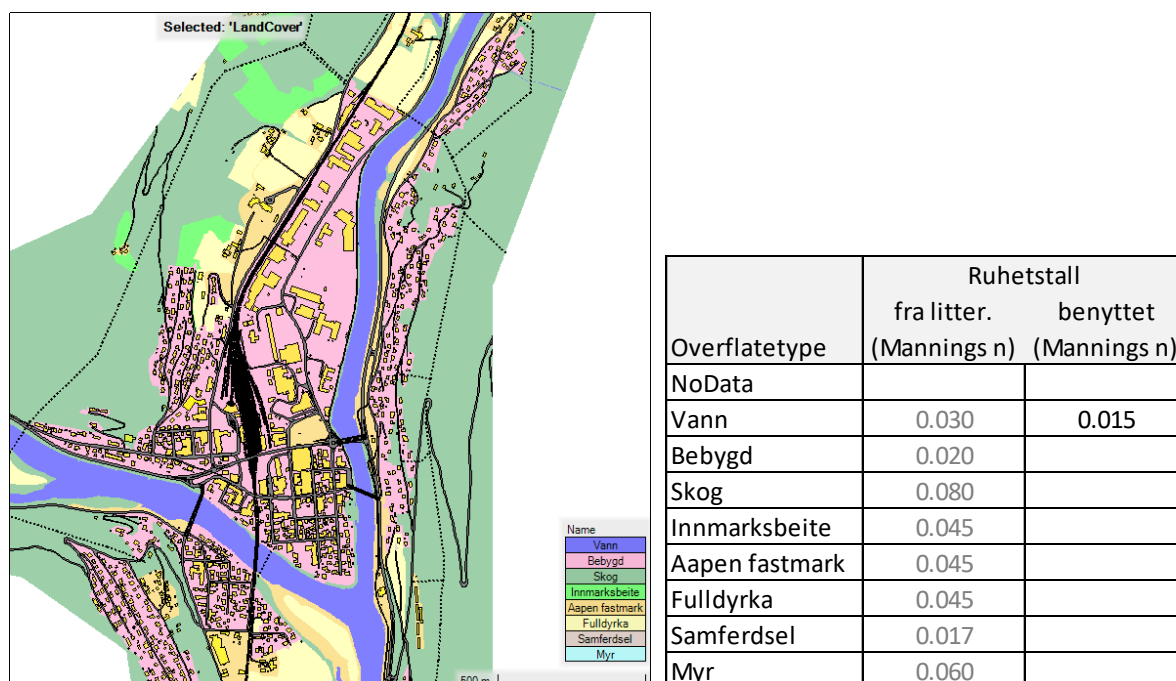 Selected: 'LandCover'
Name
Vann
Bebygd
Skog
Innmarksbeite
Aapen fastmark
Fulldyrka
Samferdsel
Myr
500 m
Ruhetstall
fra litter. benyttet
Overflatetype (Mannings n) (Mannings n)
NoData
Vann 0.030 0.015
Bebygd 0.020
Skog 0.080
Innmarksbeite 0.045
Aapen fastmark 0.045
Fulldyrka 0.045
Samferdsel 0.017
Myr 0.060